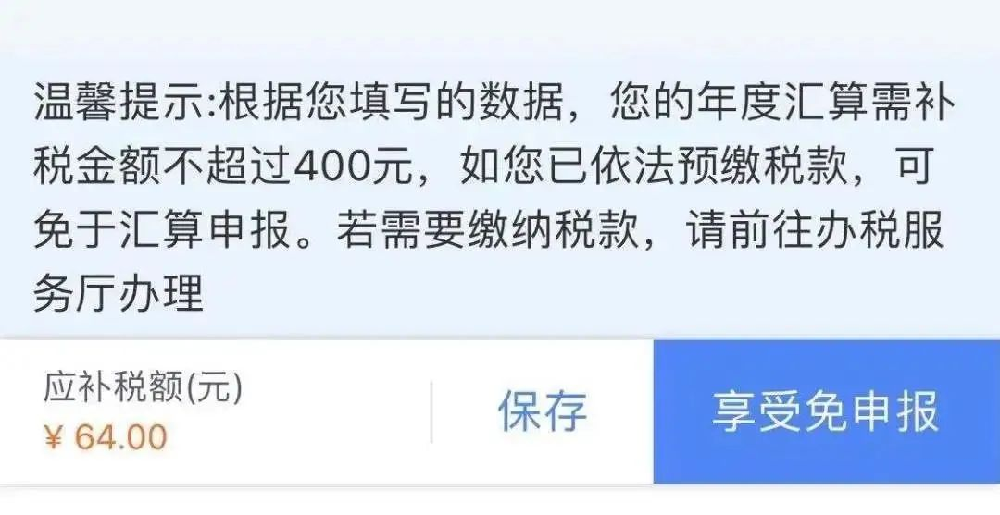 温馨提示:根据您填写的数据，您的年度汇算需补
税金额不超过400元，如您已依法预缴税款，可
免于汇算申报。若需要缴纳税款，请前往办税服
务厅办理
应补税额(元)
¥ 64.00
保存
享受免申报